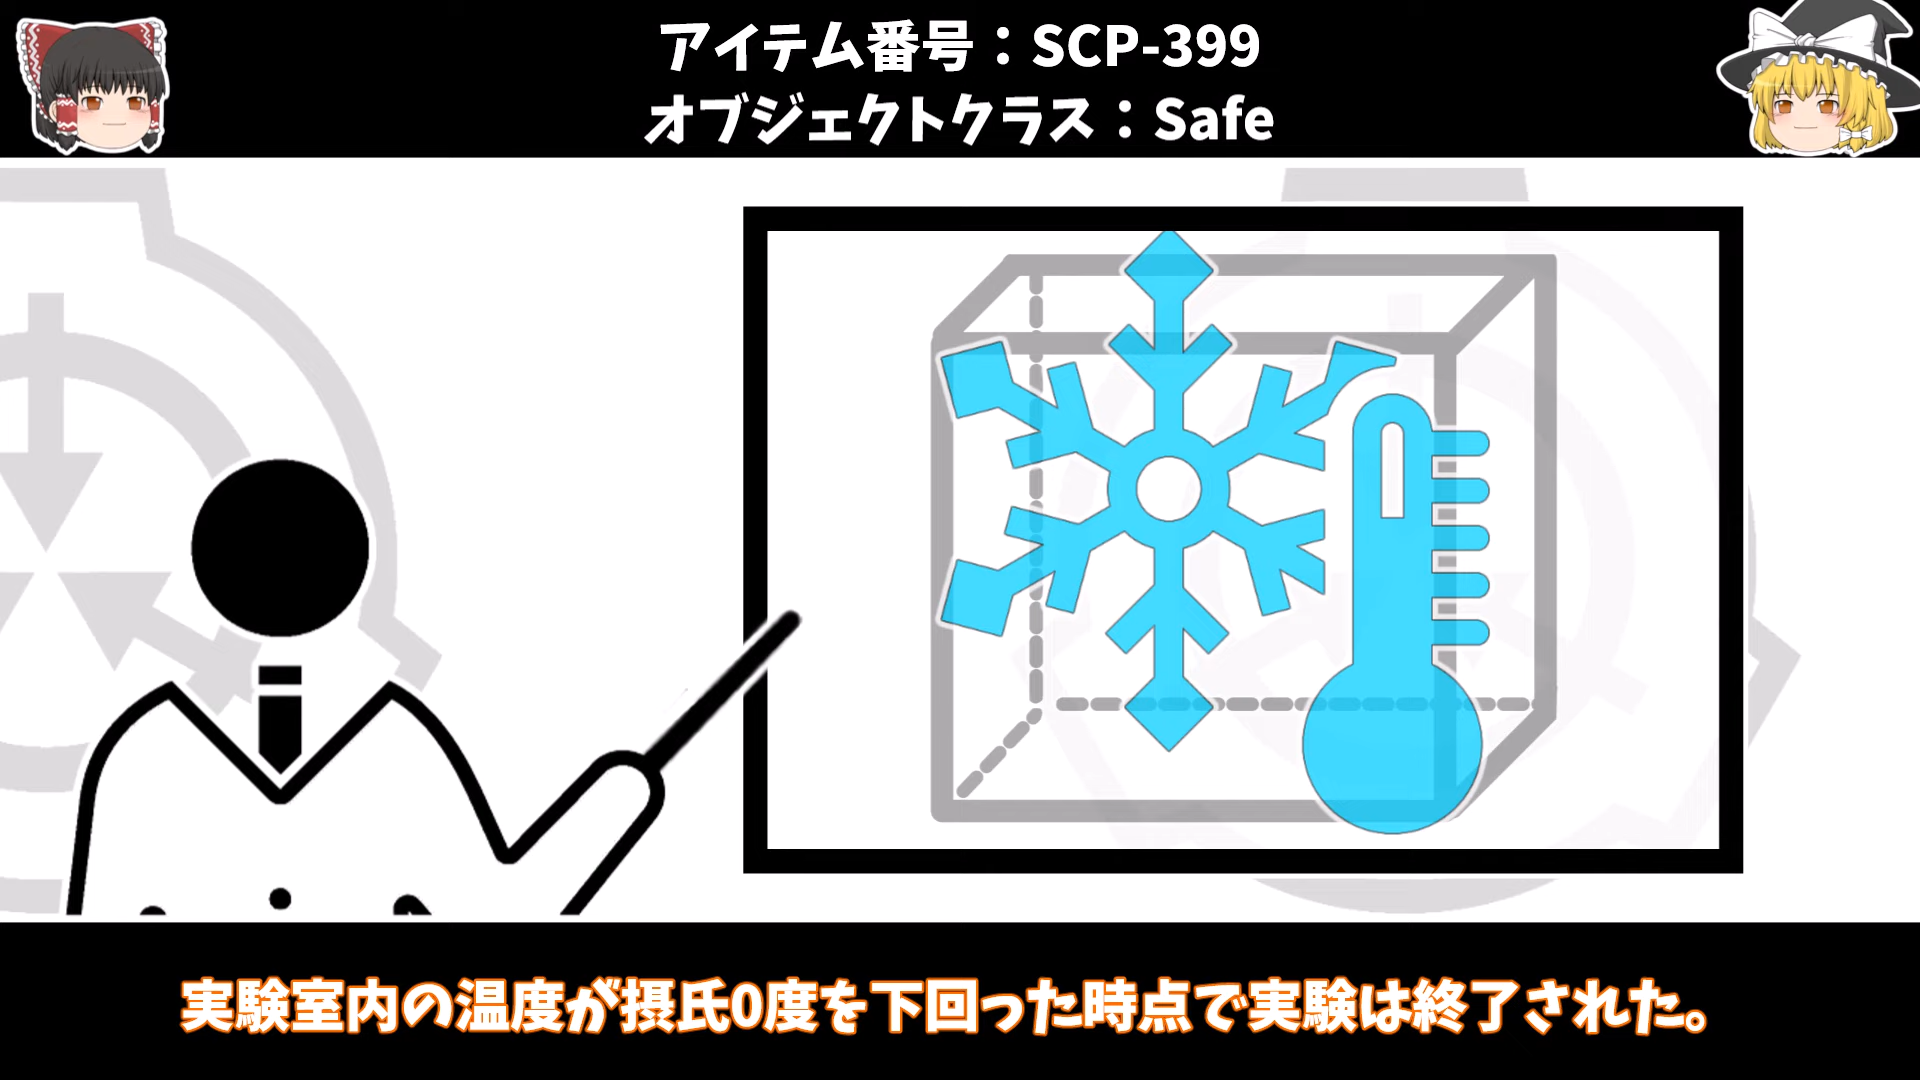 アイテム番号：SCP-399
オブジェクトクラス：Safe
実験室内の温度が摂氏0度を下回った時点で実験は終了された。